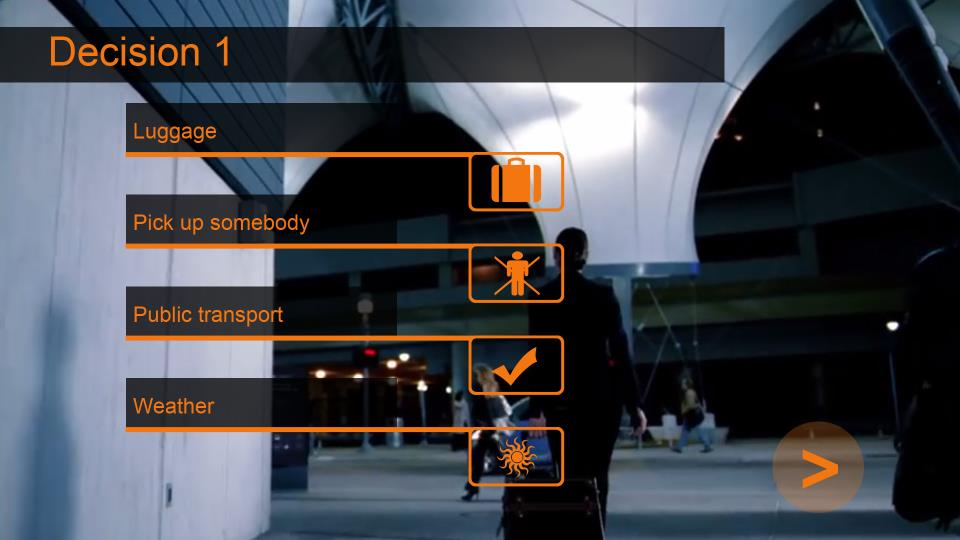 Decision 1
Luggage
Pick up somebody
Public transport
Weather
>